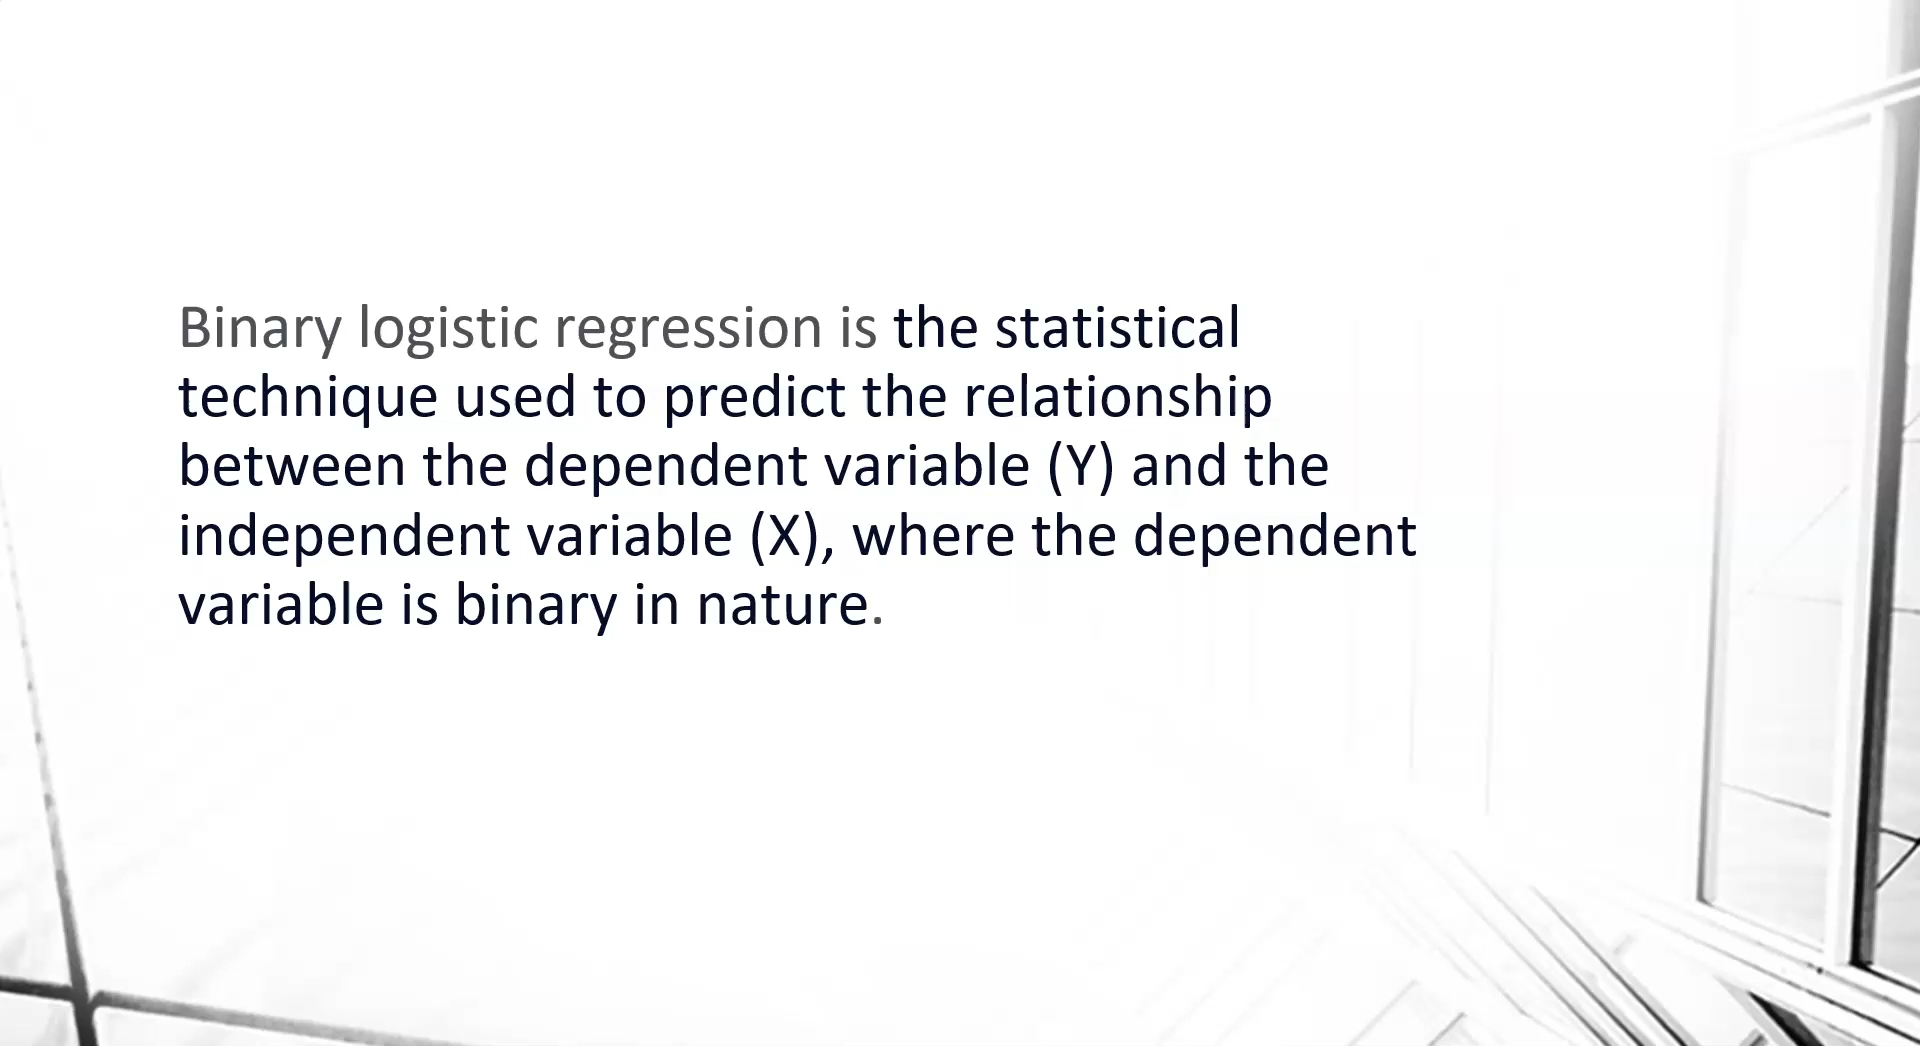 Binary logistic regression is the statistical
technique used to predict the relationship
between the dependent variable (Y) and the
independent variable (X), where the dependent
variable is binary in nature.